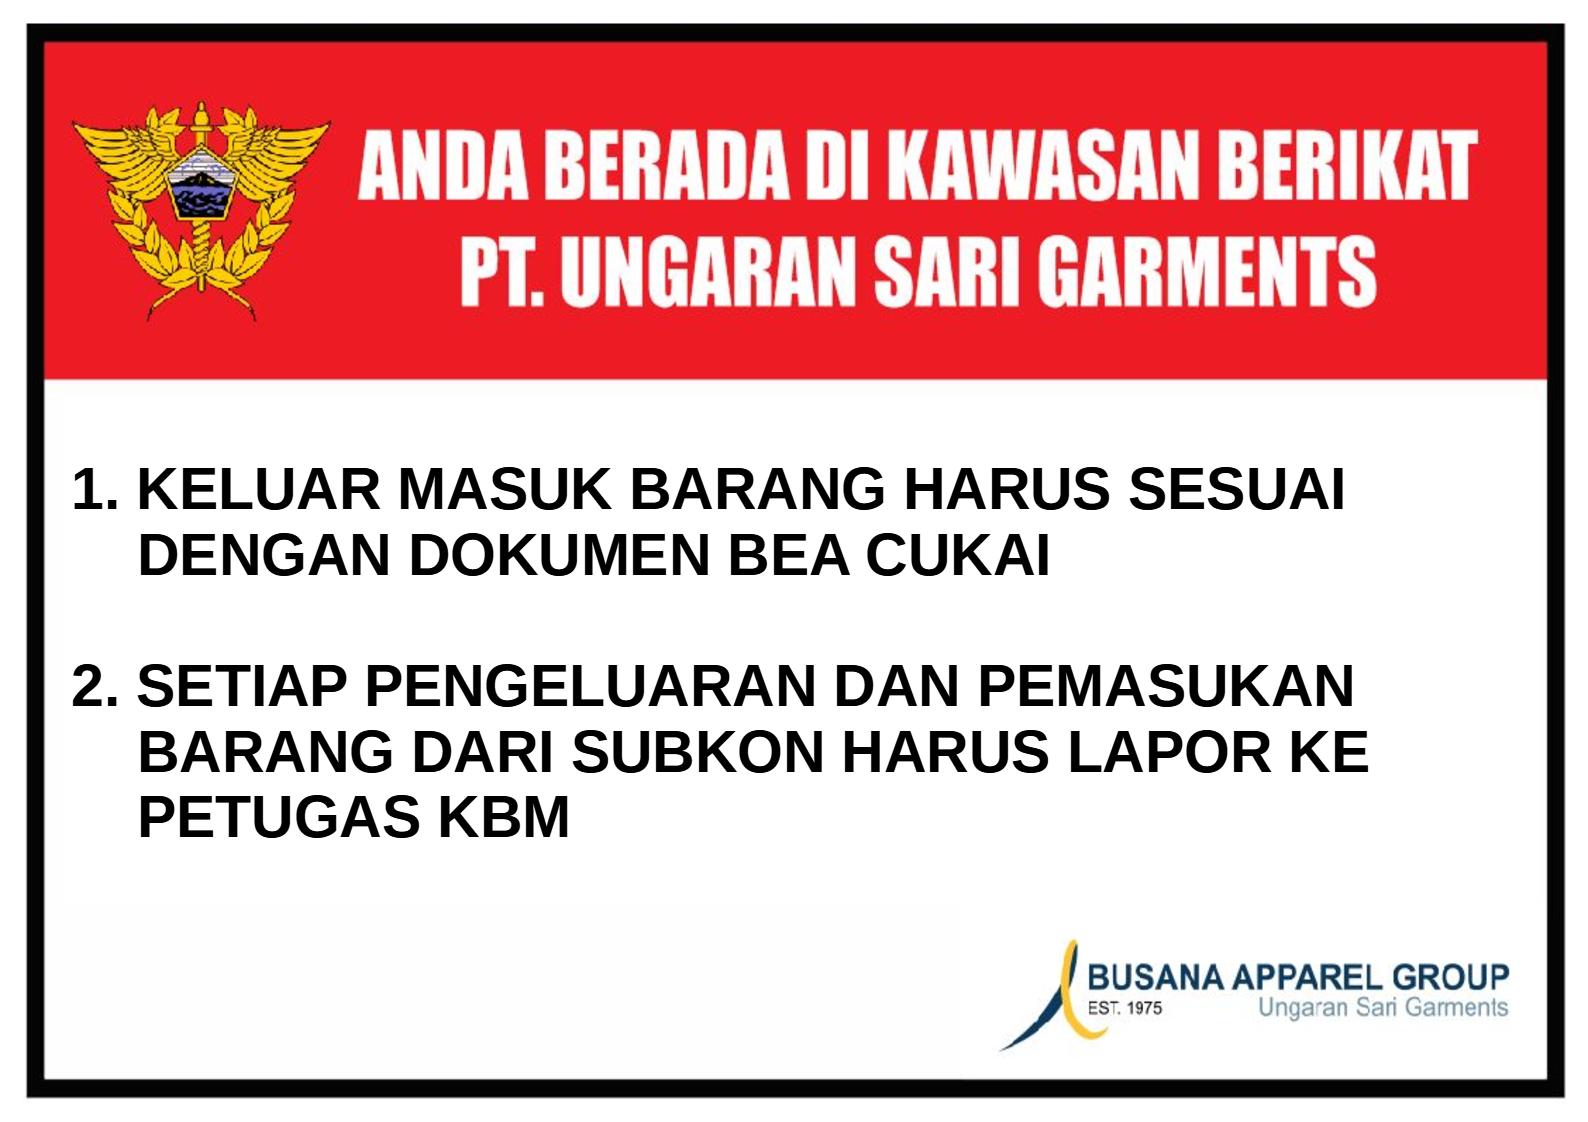 ANDA BERADA DI KAWASAN BERIKAT
PT. UNGARAN SARI GARMENTS
1. KELUAR MASUK BARANG HARUS SESUAI
DENGAN DOKUMEN BEA CUKAI
2. SETIAP PENGELUARAN DAN PEMASUKAN
BARANG DARI SUBKON HARUS LAPOR KE
PETUGAS KBM
BUSANA APPAREL GROUP
EST. 1975 Ungaran Sari Garments